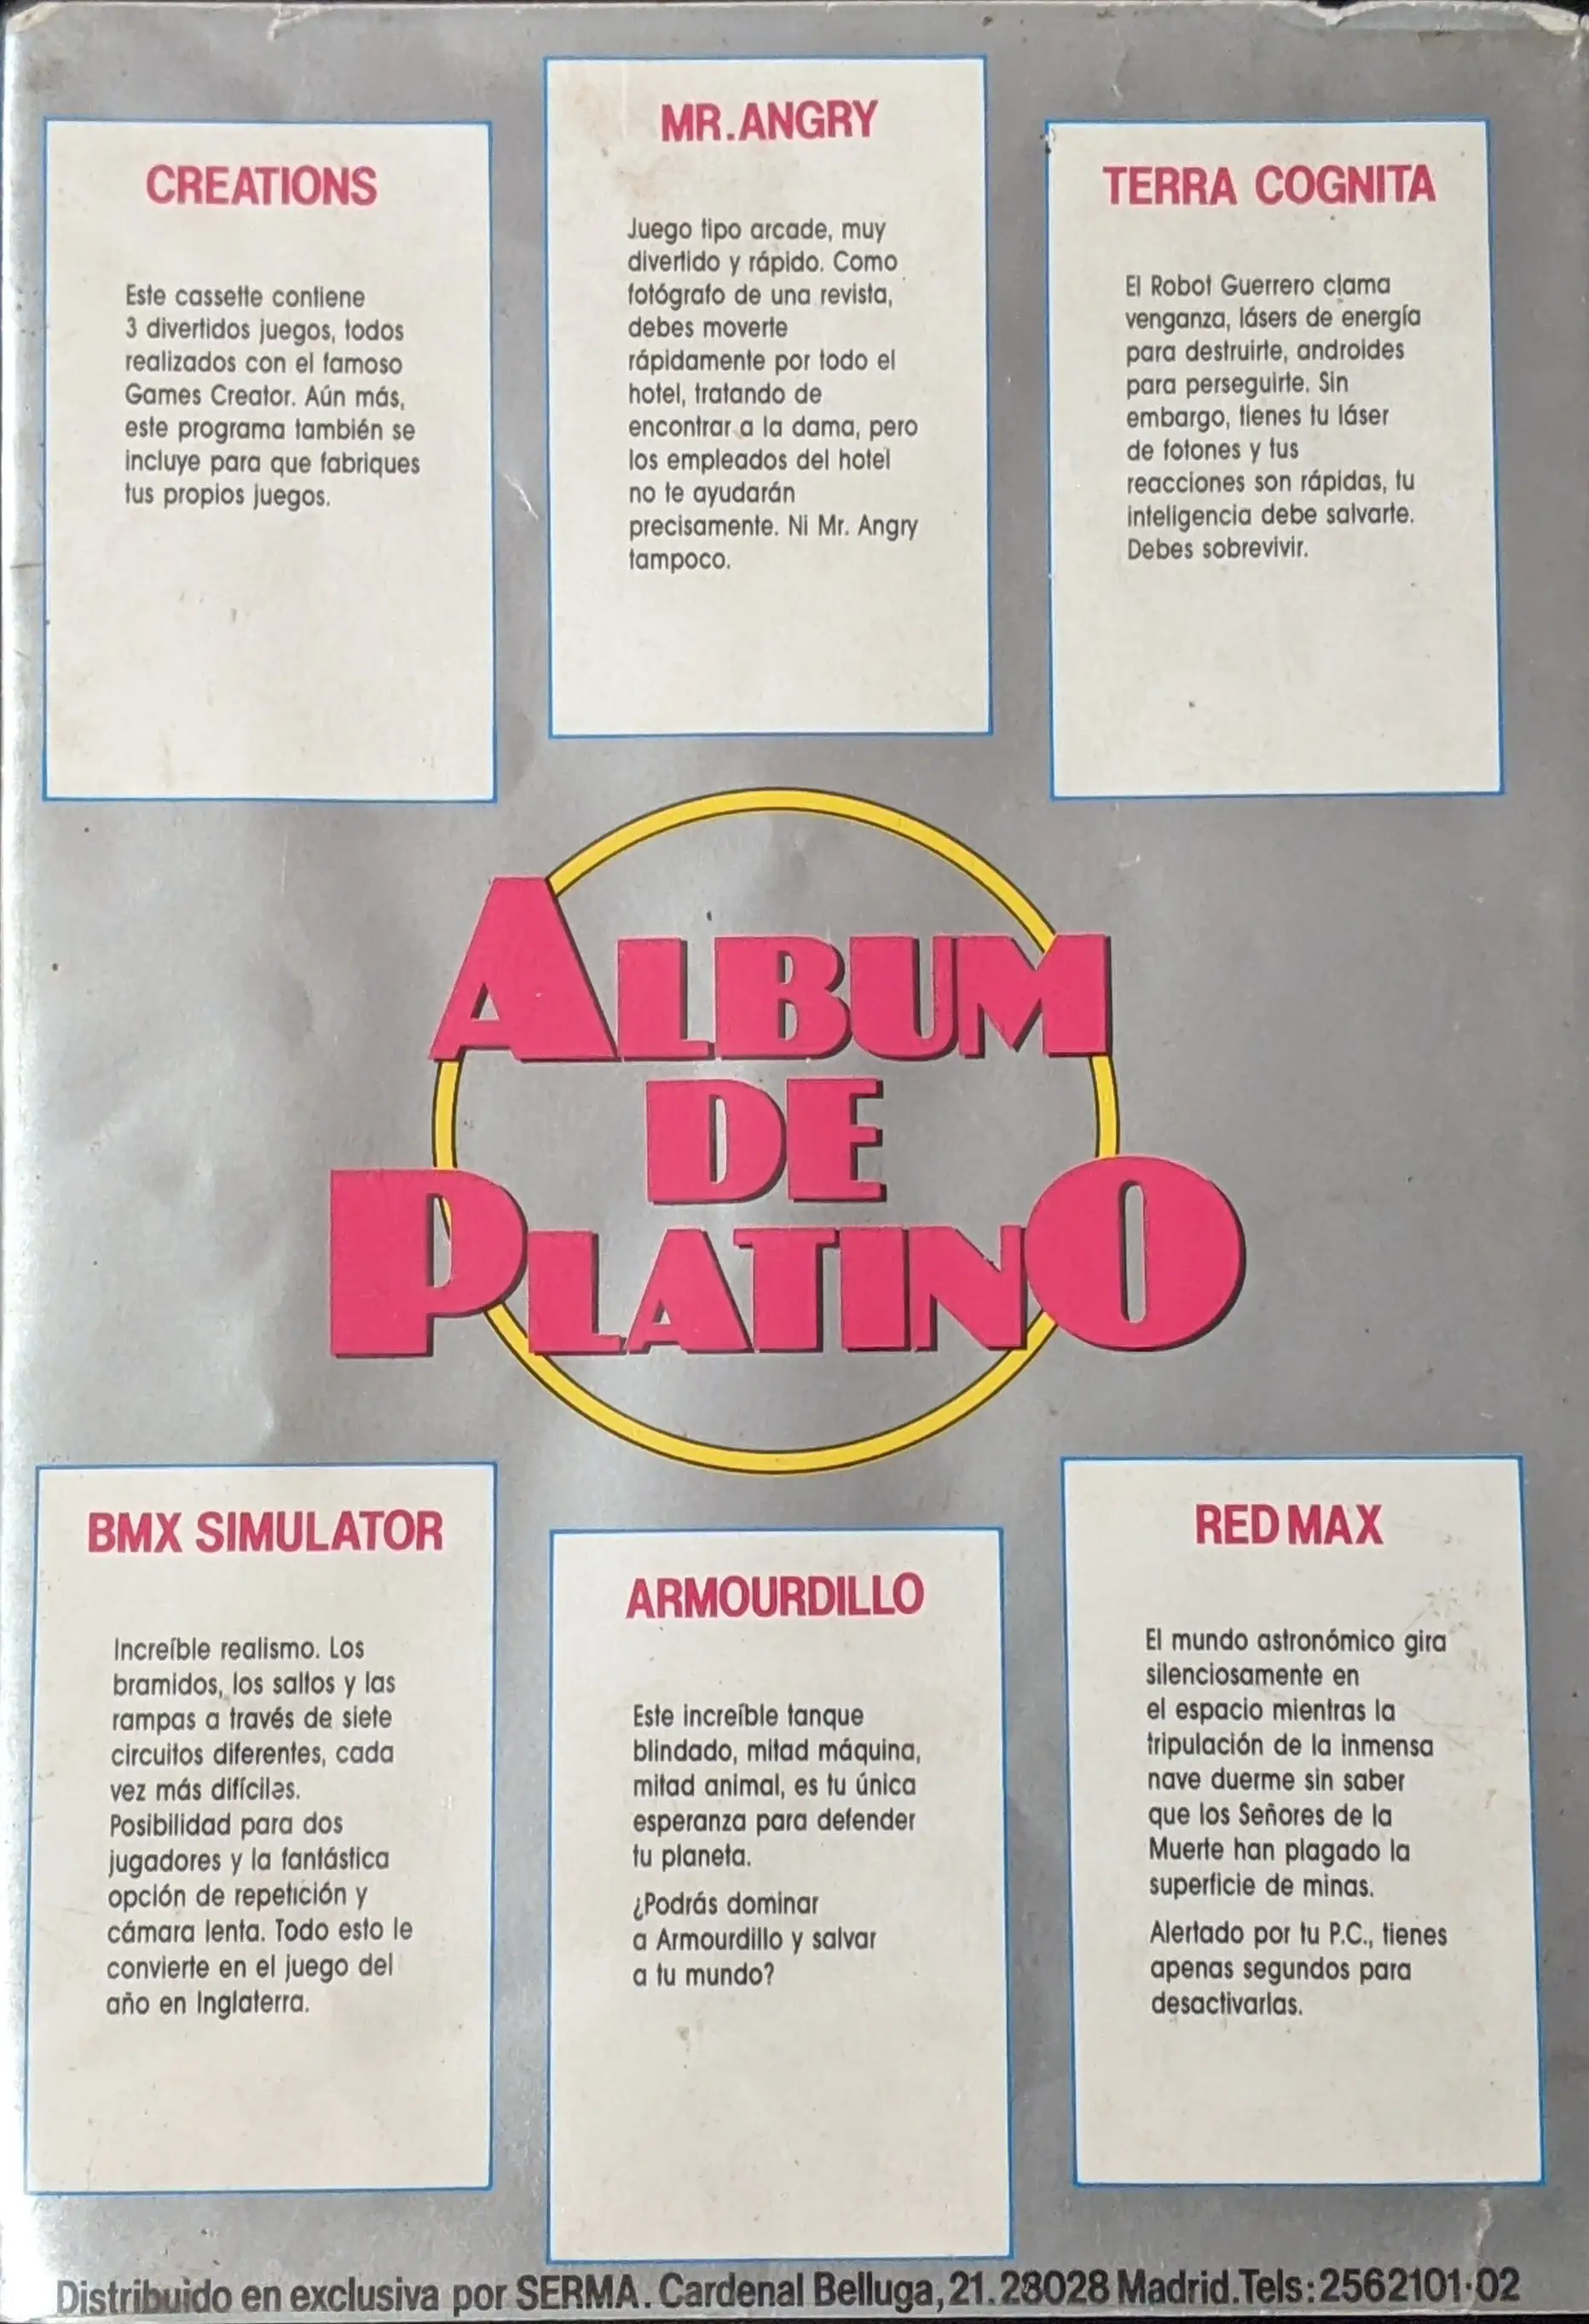 CREATIONS
Este cassette contiene
3 divertidos juegos, todos
realizados con el famoso
Games Creator. Aún más,
este programa también se
incluye para que fabriques
tus propios juegos.
MR. ANGRY
Juego tipo arcade, muy
divertido y rápido. Como
fotógrafo de una revista,
debes moverte
rápidamente por todo el
hotel, tratando de
encontrar a la dama, pero
los empleados del hotel
no te ayudarán
precisamente. Ni Mr. Angry
tampoco.
TERRA COGNITA
El Robot Guerrero clama
venganza, lásers de energía
para destruirte, androides
para perseguirte. Sin
embargo, tienes tu láser
de fotones y tus
reacciones son rápidas, tu
inteligencia debe salvarte.
Debes sobrevivir.
ALBUM
DE
PLATINO
BMX SIMULATOR
Increíble realismo. Los
bramidos, los saltos y las
rampas a través de siete
circuitos diferentes, cada
vez más difíciles.
Posibilidad para dos
jugadores y la fantástica
opción de repetición y
cámara lenta. Todo esto le
convierte en el juego del
año en Inglaterra.
ARMOURDILLO
Este increíble tanque
blindado, mitad máquina,
mitad animal, es tu única
esperanza para defender
tu planeta.
¿Podrás dominar
a Armourdillo y salvar
a tu mundo?
RED MAX
El mundo astronómico gira
silenciosamente en
el espacio mientras la
tripulación de la inmensa
nave duerme sin saber
que los Señores de la
Muerte han plagado la
superficie de minas.
Alertado por tu P.C., tienes
apenas segundos para
desactivarlas.
Distribuido en exclusiva por SERMA. Cardenal Belluga, 21. 28028 Madrid. Tels: 2562101-02